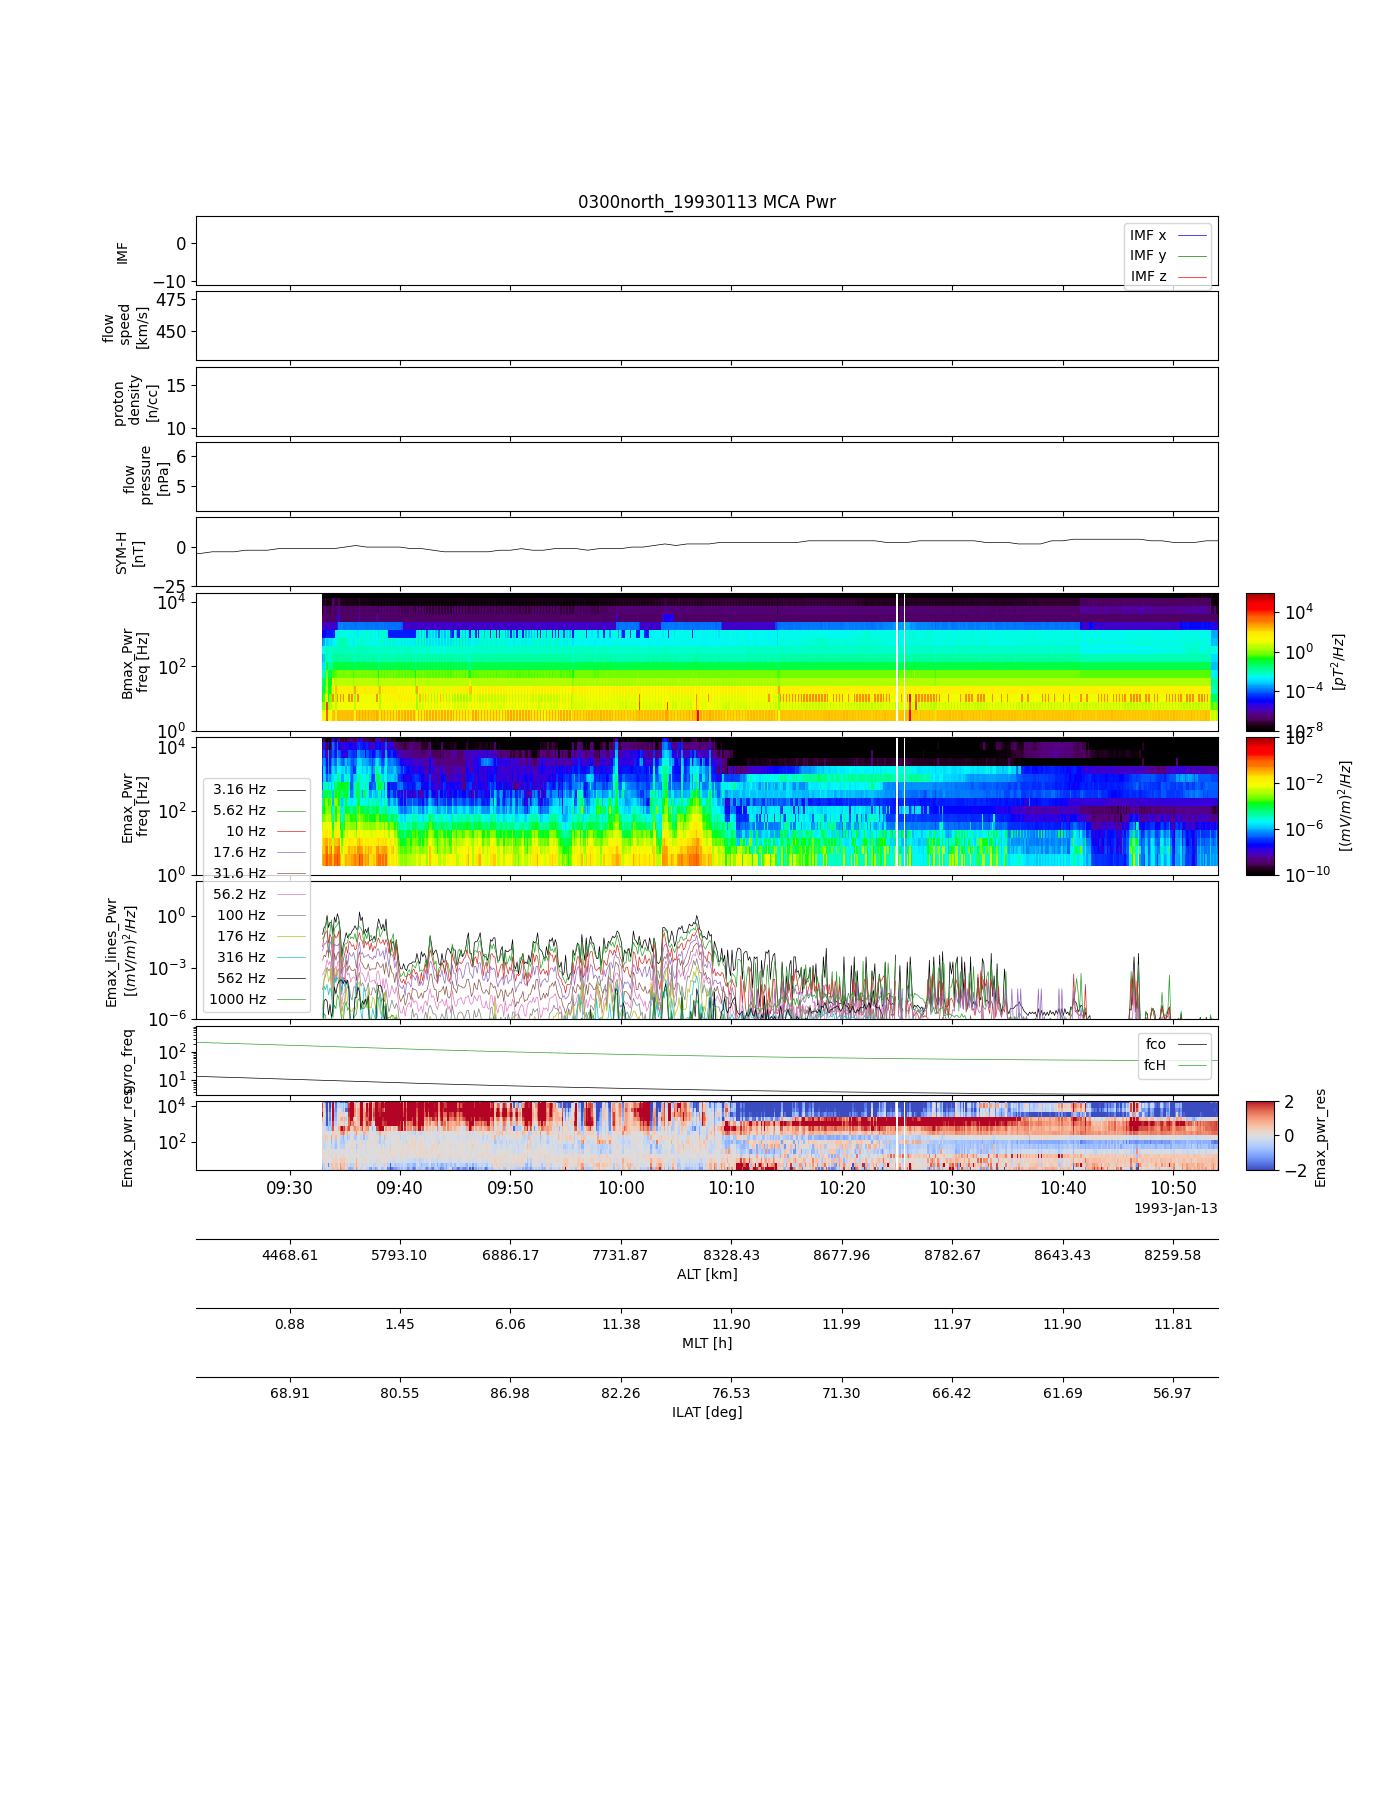 0300north_19930113 MCA Pwr
IMF
0
−10
IMF x
IMF y
IMF z
flow
speed
[km/s]
475
450
proton
density
[n/cc]
15
10
flow
pressure
[nPa]
6
5
SYM-H
[nT]
0
−25
Bmax_Pwr
freq [Hz]
10^4
10^2
10^0
10^4
10^0
10^−4
10^−8
[pT^2/Hz]
Emax_Pwr
freq [Hz]
10^4
10^2
10^0
10^2
10^−2
10^−6
10^−10
[(mV/m)^2/Hz]
3.16 Hz
5.62 Hz
10 Hz
17.6 Hz
31.6 Hz
56.2 Hz
100 Hz
176 Hz
316 Hz
562 Hz
1000 Hz
Emax_lines_Pwr
[(mV/m)^2/Hz]
10^0
10^−3
10^−6
gyro_freq
10^2
10^1
fco
fcH
Emax_pwr_res
10^4
10^2
2
0
−2
Emax_pwr_res
09:30 09:40 09:50 10:00 10:10 10:20 10:30 10:40 10:50
1993-Jan-13
4468.61 5793.10 6886.17 7731.87 8328.43 8677.96 8782.67 8643.43 8259.58
ALT [km]
0.88 1.45 6.06 11.38 11.90 11.99 11.97 11.90 11.81
MLT [h]
68.91 80.55 86.98 82.26 76.53 71.30 66.42 61.69 56.97
ILAT [deg]